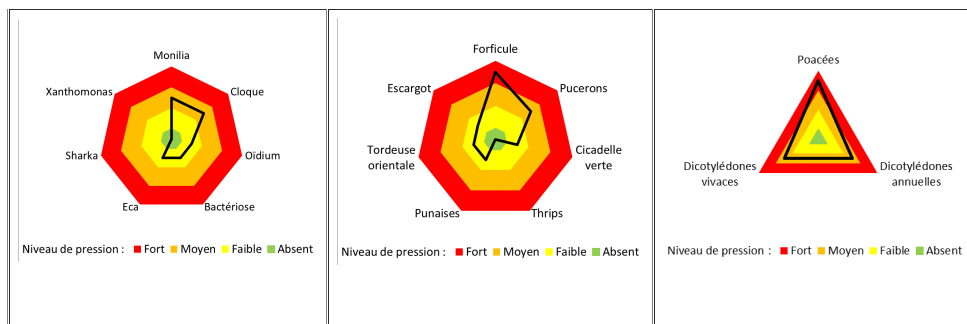 Monilia
Xanthomonas
Cloque
Sharka
Oïdium
Eca
Bactériose
Niveau de pression : Fort Moyen Faible Absent
Forficule
Escargot
Pucerons
Tordeuse
orientale
Cicadelle
verte
Punaises
Thrips
Niveau de pression : Fort Moyen Faible Absent
Poacées
Dicotylédones
vivaces
Dicotylédones
annuelles
Niveau de pression : Fort Moyen Faible Absent